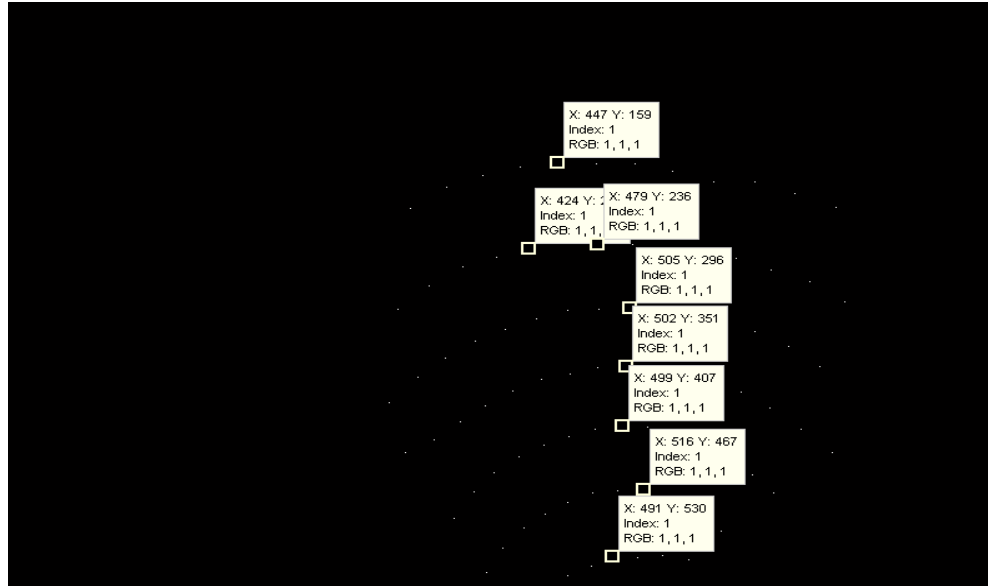 X: 447 Y: 159
Index: 1
RGB: 1, 1, 1
X: 424 Y:
Index: 1
RGB: 1, 1,
X: 479 Y: 236
Index: 1
RGB: 1, 1, 1
X: 505 Y: 296
Index: 1
RGB: 1, 1, 1
X: 502 Y: 351
Index: 1
RGB: 1, 1, 1
X: 499 Y: 407
Index: 1
RGB: 1, 1, 1
X: 516 Y: 467
Index: 1
RGB: 1, 1, 1
X: 491 Y: 530
Index: 1
RGB: 1, 1, 1